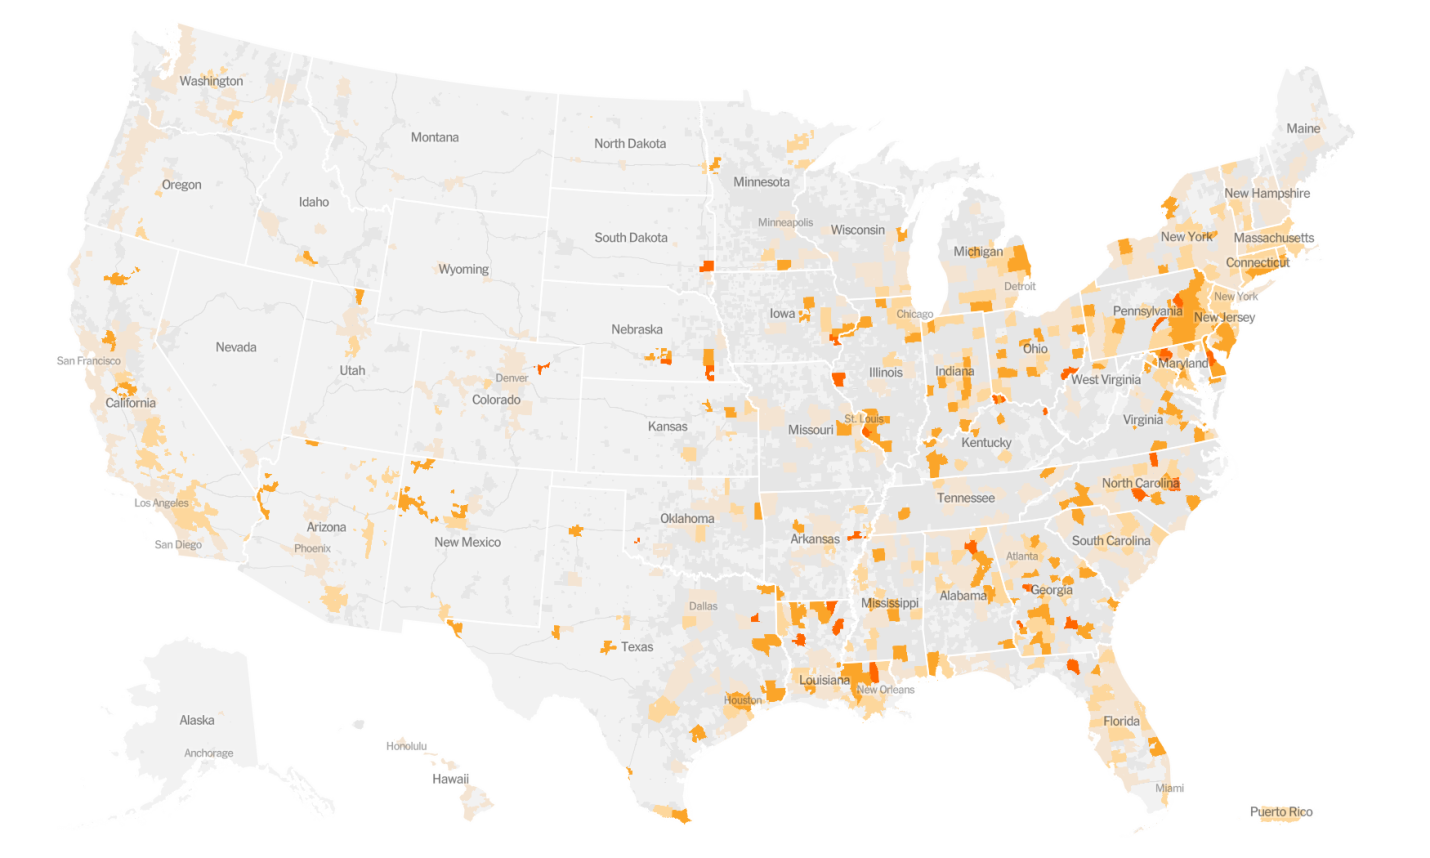 Washington
Montana
North Dakota
Minnesota
Maine
Oregon
Idaho
Minneapolis
Wisconsin
New Hampshire
South Dakota
New York
Massachusetts
Michigan
Connecticut
Wyoming
Detroit
New York
Iowa
Chicago
Pennsylvania
New Jersey
Nebraska
Nevada
San Francisco
Ohio
Utah
Denver
Illinois
Indiana
Maryland
West Virginia
California
Colorado
Kansas
Missouri
St. Louis
Virginia
Kentucky
Los Angeles
North Carolina
Tennessee
Oklahoma
Arizona
San Diego
Phoenix
New Mexico
Arkansas
South Carolina
Atlanta
Georgia
Dallas
Mississippi
Alabama
Texas
Louisiana
New Orleans
Houston
Alaska
Florida
Anchorage
Honolulu
Hawaii
Miami
Puerto Rico